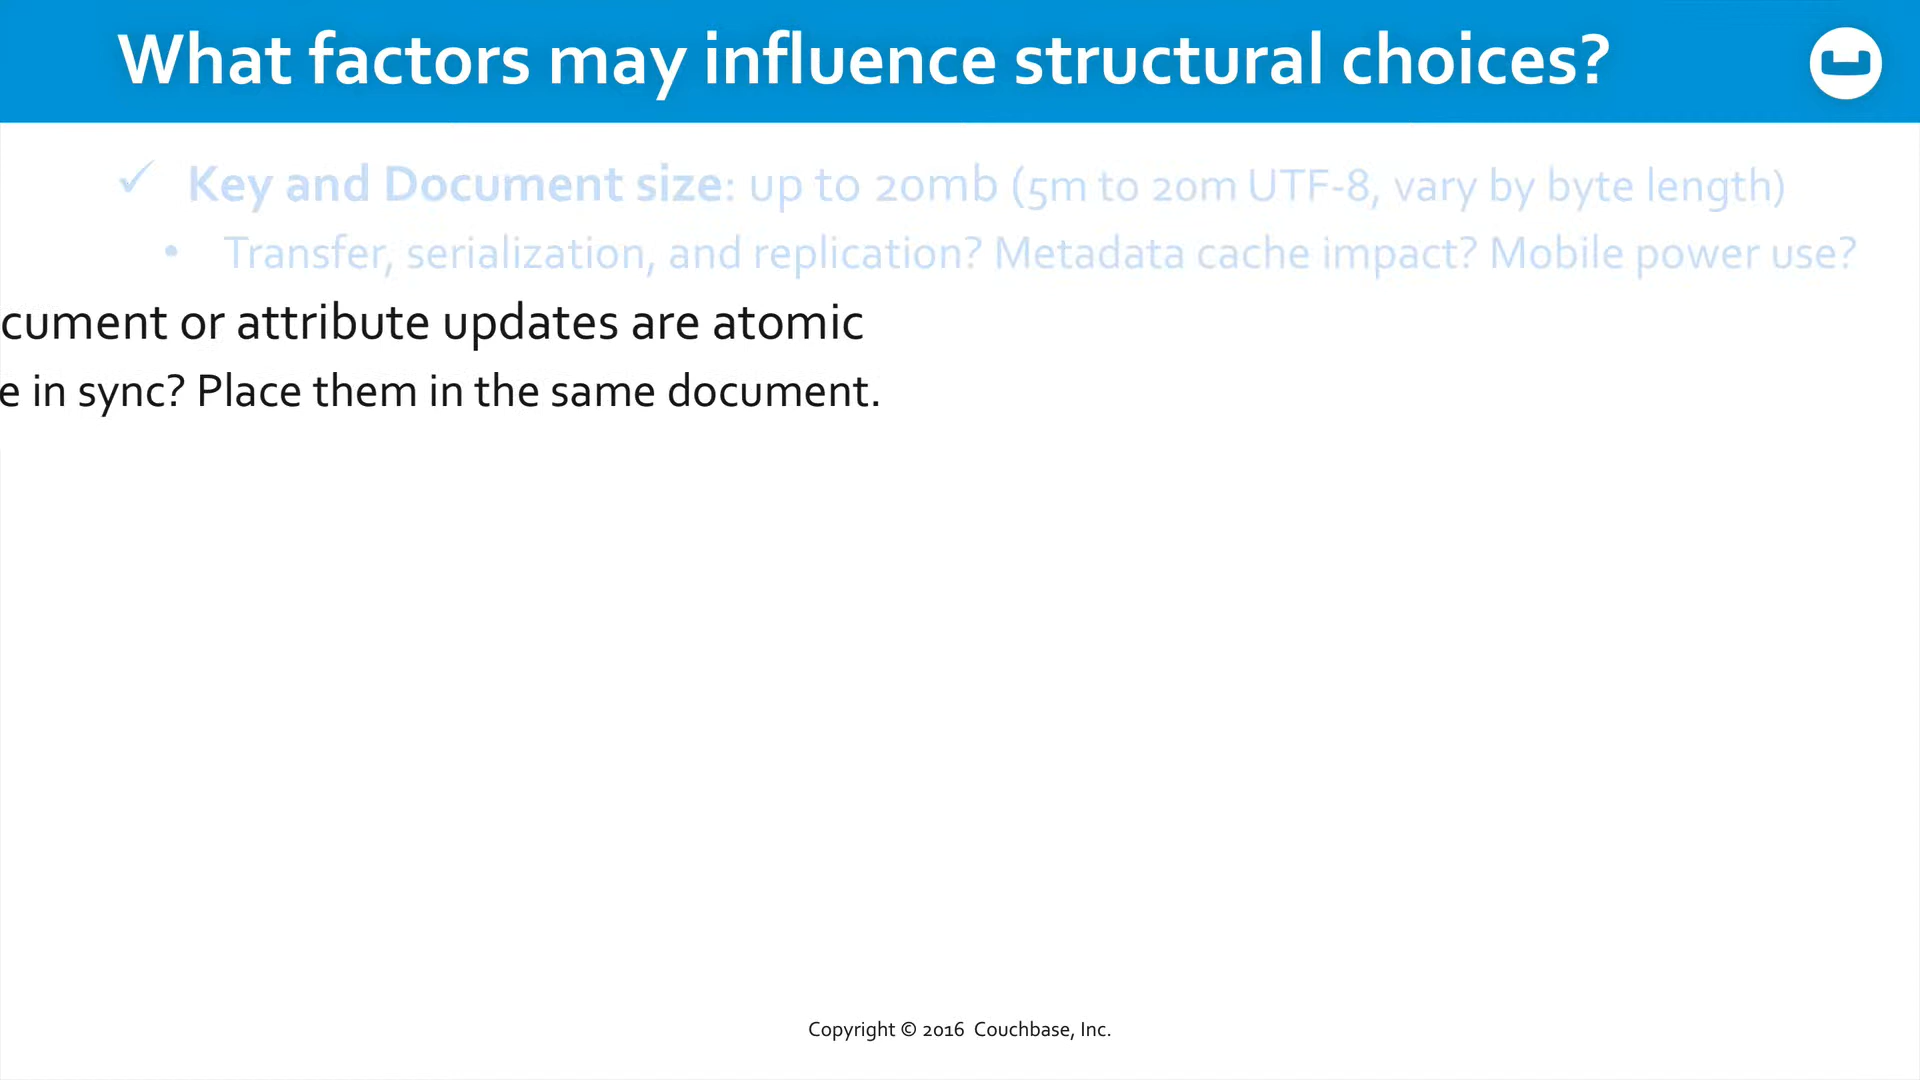 What factors may influence structural choices?
✓ Key and Document size: up to 20mb (5m to 20m UTF-8, vary by byte length)
• Transfer, serialization, and replication? Metadata cache impact? Mobile power use?
cument or attribute updates are atomic
e in sync? Place them in the same document.
Copyright © 2016 Couchbase, Inc.